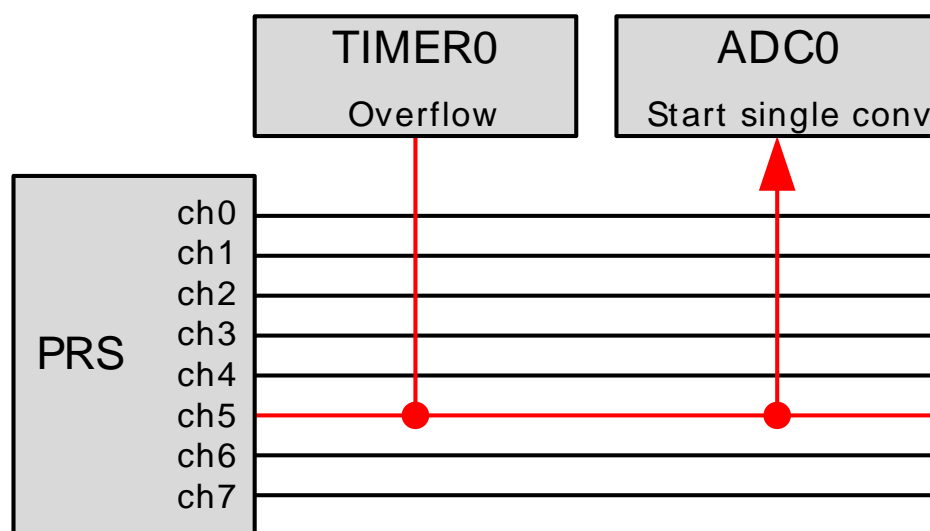 TIMER0
Overflow
ADC0
Start single conv
PRS
ch0
ch1
ch2
ch3
ch4
ch5
ch6
ch7